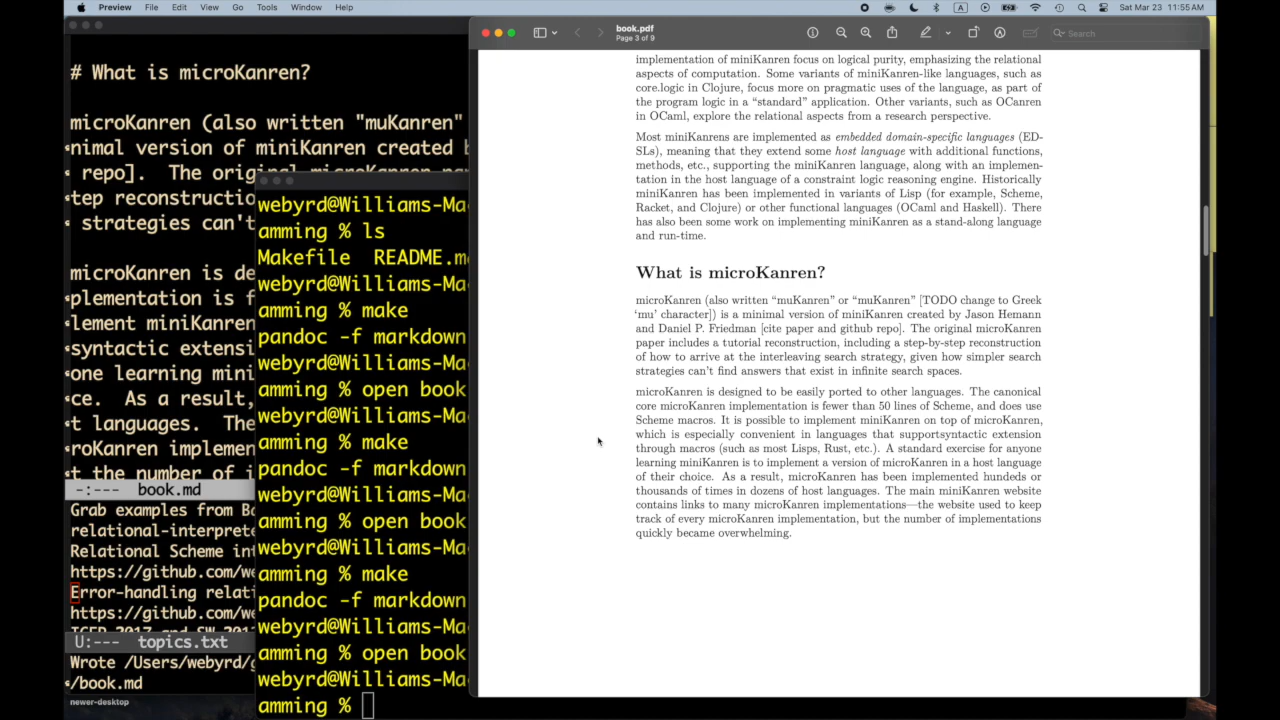 Preview File Edit View Go Tools Window Help
A
Sat Mar 23 11:55 AM
# What is microKanren?
microKanren (also written "muKanren"
nimal version of miniKanren created b
repo]. The original microKanren pa
tep reconstructio
strategies can't
microKanren is de
plementation is f
lement miniKanren
syntactic extensi
one learning mini
ce. As a result,
t languages. The
roKanren implemen
t the number of i
-:--- book.md
Grab examples from Bo
relational-interprete
Relational Scheme int
https://github.com/we
Error-handling relati
https://github.com/we
U:--- topics.txt
Wrote /Users/webyrd/g
/book.md
newer-desktop
webyrd@Williams-Ma
amming % ls
Makefile README.m
webyrd@Williams-Ma
amming % make
pandoc -f markdown
webyrd@Williams-Ma
amming % open book
webyrd@Williams-Ma
amming % make
pandoc -f markdown
webyrd@Williams-Ma
amming % open book
webyrd@Williams-Ma
amming % make
pandoc -f markdown
webyrd@Williams-Ma
amming % open book
webyrd@Williams-Ma
amming %
book.pdf
Page 3 of 9
Search
implementation of miniKanren focus on logical purity, emphasizing the relational
aspects of computation. Some variants of miniKanren-like languages, such as
core.logic in Clojure, focus more on pragmatic uses of the language, as part of
the program logic in a “standard” application. Other variants, such as OCanren
in OCaml, explore the relational aspects from a research perspective.
Most miniKanrens are implemented as embedded domain-specific languages (ED-
SLs), meaning that they extend some host language with additional functions,
methods, etc., supporting the miniKanren language, along with an implemen-
tation in the host language of a constraint logic reasoning engine. Historically
miniKanren has been implemented in variants of Lisp (for example, Scheme,
Racket, and Clojure) or other functional languages (OCaml and Haskell). There
has also been some work on implementing miniKanren as a stand-along language
and run-time.
What is microKanren?
microKanren (also written “muKanren” or “muKanren” [TODO change to Greek
‘mu’ character]) is a minimal version of miniKanren created by Jason Hemann
and Daniel P. Friedman [cite paper and github repo]. The original microKanren
paper includes a tutorial reconstruction, including a step-by-step reconstruction
of how to arrive at the interleaving search strategy, given how simpler search
strategies can’t find answers that exist in infinite search spaces.
microKanren is designed to be easily ported to other languages. The canonical
core microKanren implementation is fewer than 50 lines of Scheme, and does use
Scheme macros. It is possible to implement miniKanren on top of microKanren,
which is especially convenient in languages that supportsyntactic extension
through macros (such as most Lisps, Rust, etc.). A standard exercise for anyone
learning miniKanren is to implement a version of microKanren in a host language
of their choice. As a result, microKanren has been implemented hundeds or
thousands of times in dozens of host languages. The main miniKanren website
contains links to many microKanren implementations—the website used to keep
track of every microKanren implementation, but the number of implementations
quickly became overwhelming.